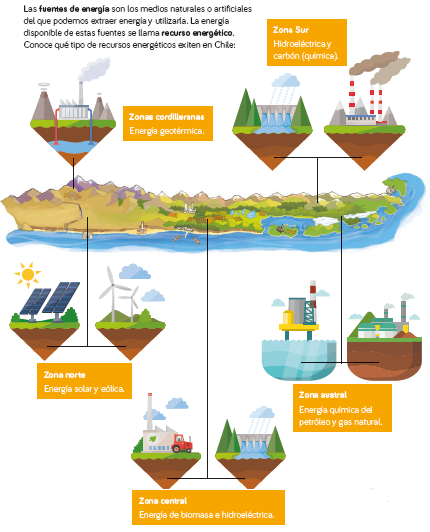 Las fuentes de energía son los medios naturales o artificiales
del que podemos extraer energía y utilizarla. La energía
disponible de estas fuentes se llama recurso energético.
Conoce qué tipo de recursos energéticos exiten en Chile:
Zona Sur
Hidroeléctrica y
carbón (química).
Zonas cordilleranas
Energía geotérmica.
Zona norte
Energía solar y eólica.
Zona austral
Energía química del
petróleo y gas natural.
Zona central
Energía de biomasa e hidroeléctrica.